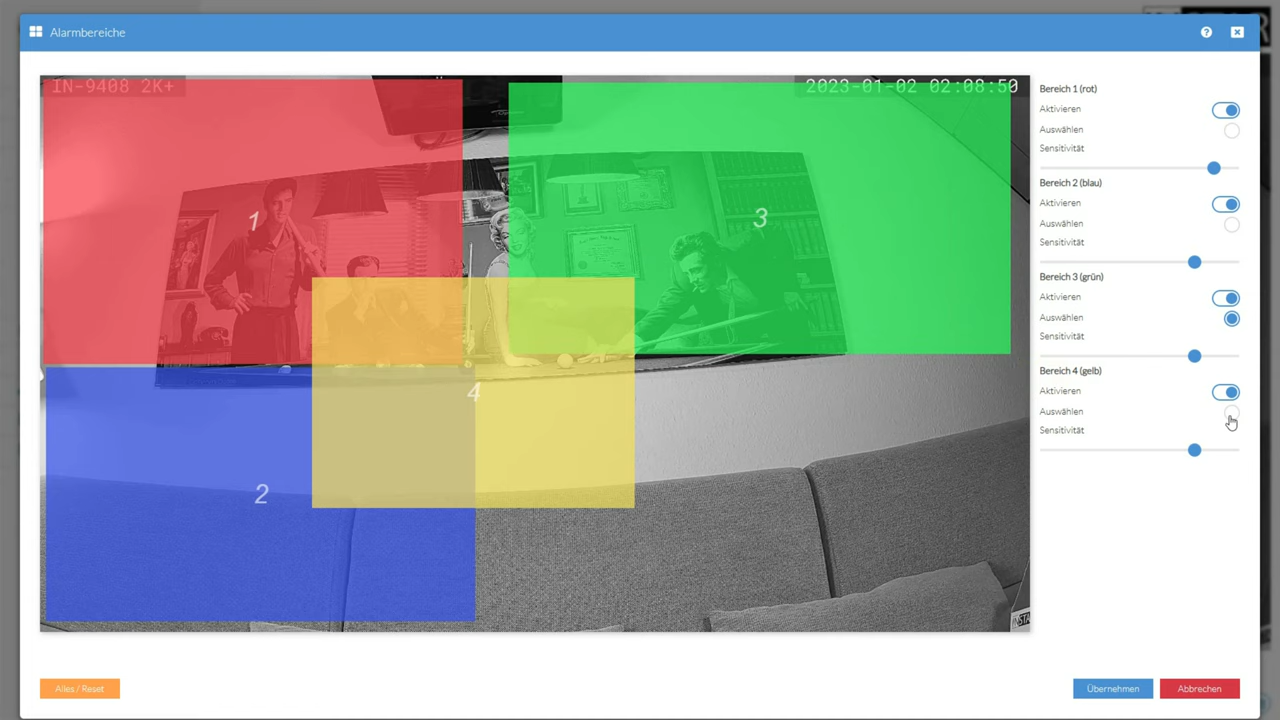 Alarmbereiche
IN-9408 2K+
2023-01-02 02:08:50
1
3
4
2
Bereich 1 (rot)
Aktivieren
Auswählen
Sensitivität
Bereich 2 (blau)
Aktivieren
Auswählen
Sensitivität
Bereich 3 (grün)
Aktivieren
Auswählen
Sensitivität
Bereich 4 (gelb)
Aktivieren
Auswählen
Sensitivität
Alles / Reset
Übernehmen
Abbrechen